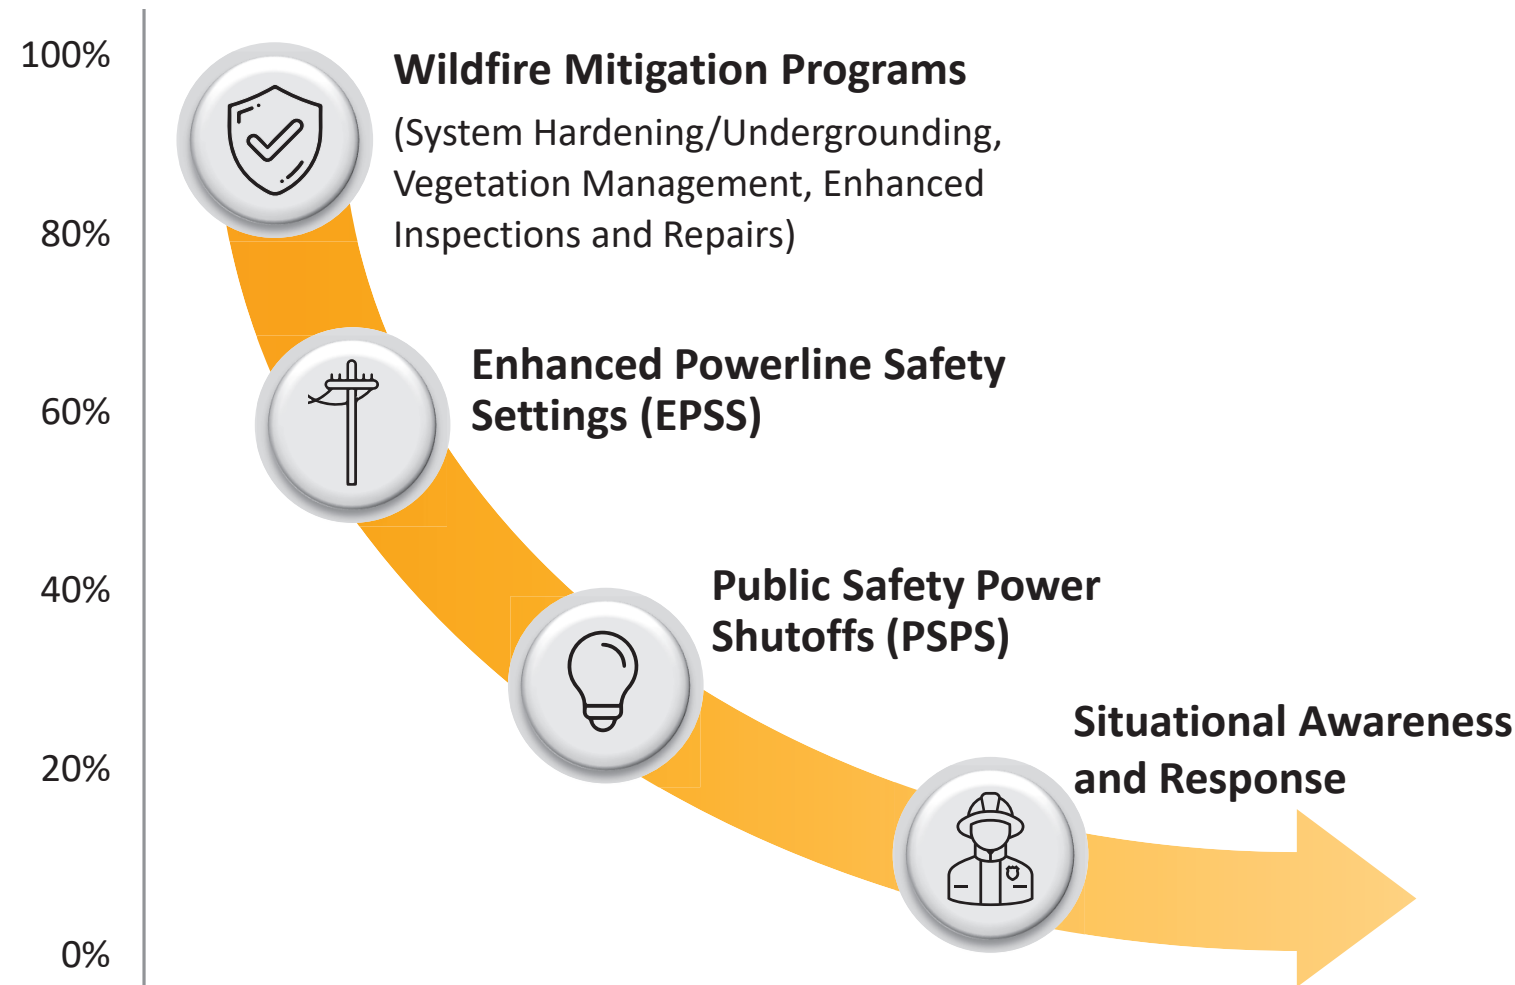 100%
Wildfire Mitigation Programs
(System Hardening/Undergrounding,
Vegetation Management, Enhanced
Inspections and Repairs)
80%
Enhanced Powerline Safety
Settings (EPSS)
60%
40%
Public Safety Power
Shutoffs (PSPS)
Situational Awareness
and Response
20%
0%